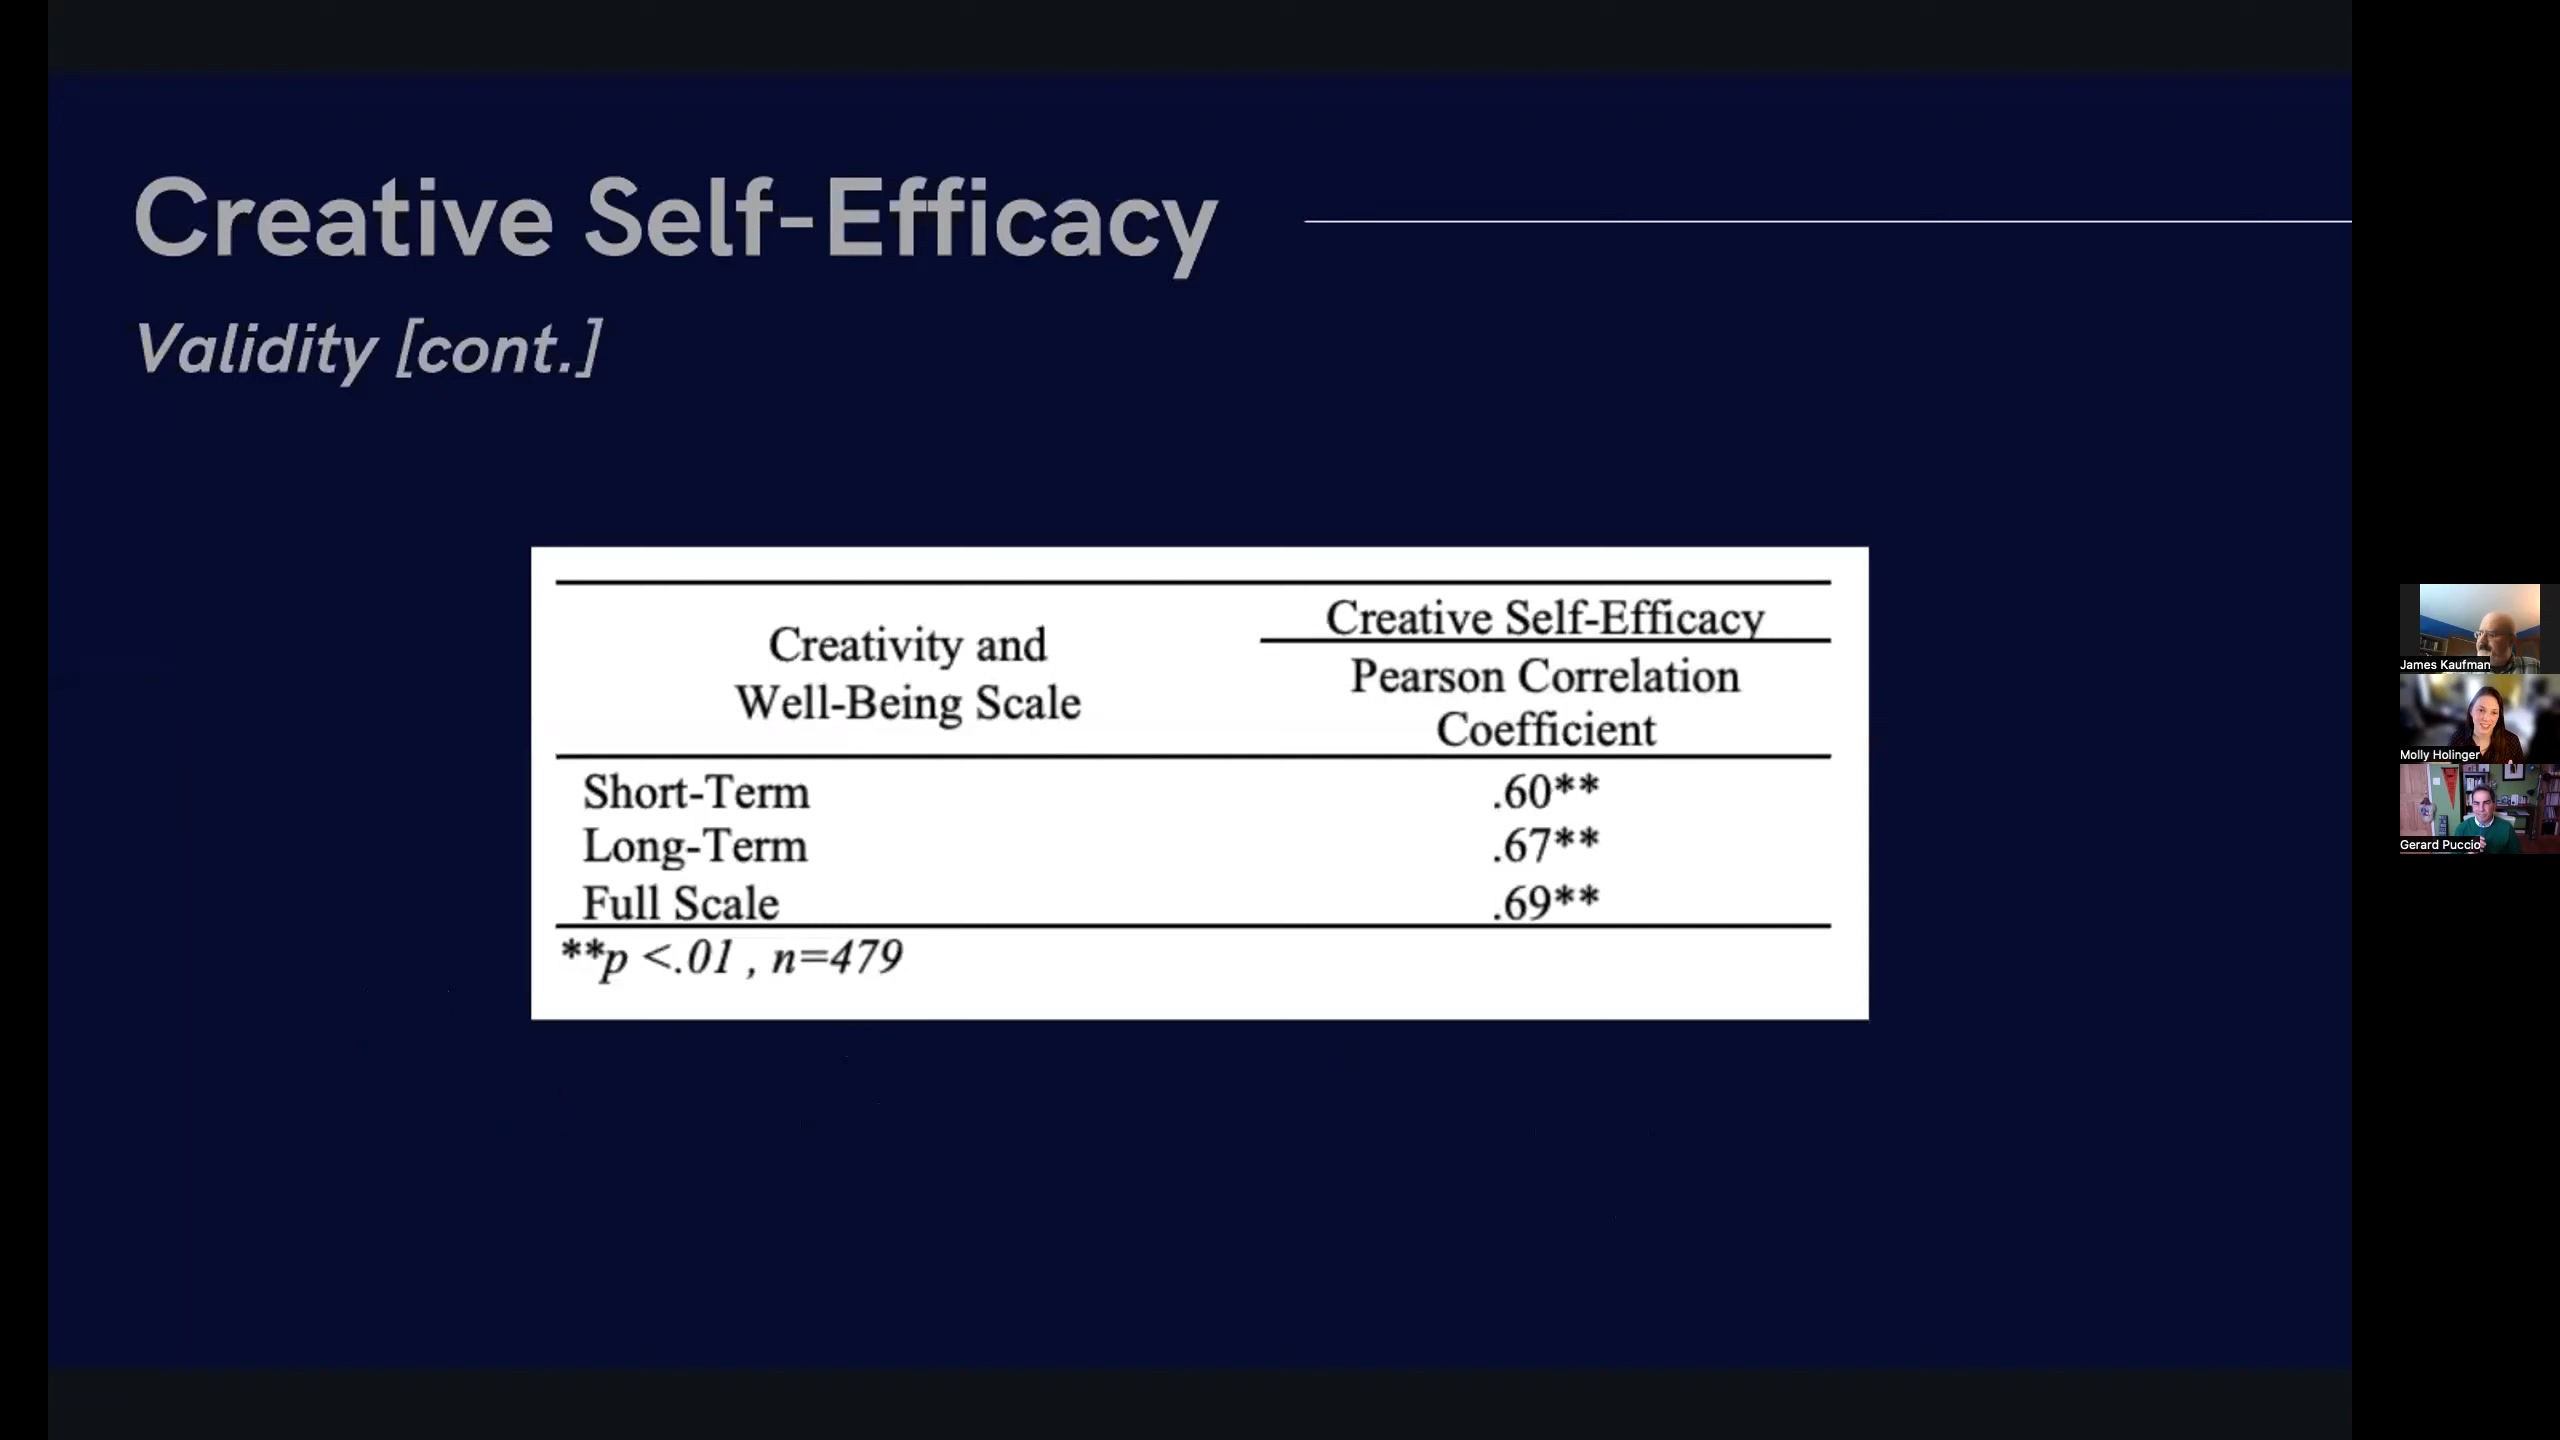 Creative Self-Efficacy
Validity [cont.]
Creativity and
Well-Being Scale
Creative Self-Efficacy
Pearson Correlation
Coefficient
Short-Term .60**
Long-Term .67**
Full Scale .69**
**p <.01 , n=479
James Kaufman
Molly Holinger
Gerard Puccio